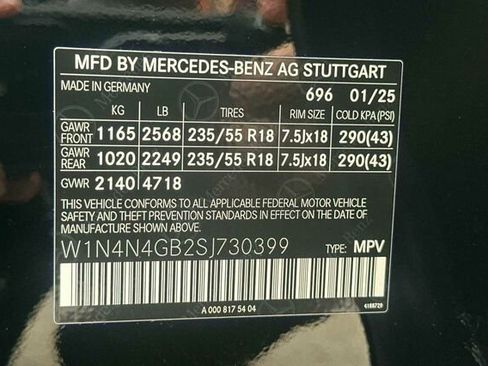 MFD BY MERCEDES-BENZ AG STUTTGART
MADE IN GERMANY 696 01/25
KG LB TIRES RIM SIZE COLD KPA (PSI)
GAWR FRONT 1165 2568 235/55 R18 7.5Jx18 290(43)
GAWR REAR 1020 2249 235/55 R18 7.5Jx18 290(43)
GVWR 2140 4718
THIS VEHICLE CONFORMS TO ALL APPLICABLE FEDERAL MOTOR VEHICLE
SAFETY AND THEFT PREVENTION STANDARDS IN EFFECT ON THE DATE OF
MANUFACTURE SHOWN ABOVE.
W1N4N4GB2SJ730399 TYPE: MPV
A 000 817 54 04